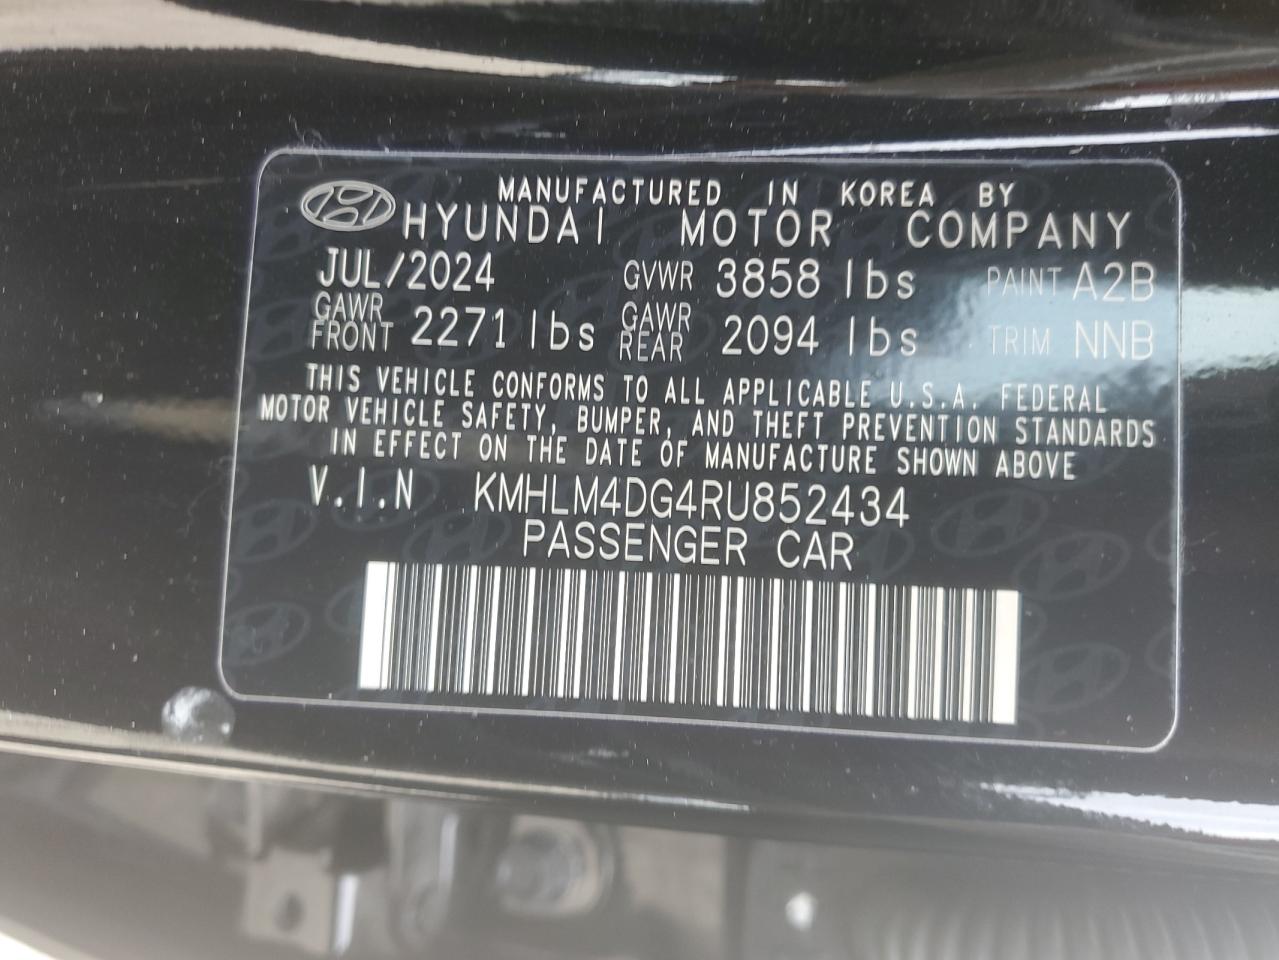 MANUFACTURED IN KOREA BY
HYUNDAI MOTOR COMPANY
JUL/2024 GVWR 3858 lbs PAINT A2B
GAWR FRONT 2271 lbs GAWR REAR 2094 lbs TRIM NNB
THIS VEHICLE CONFORMS TO ALL APPLICABLE U.S.A. FEDERAL
MOTOR VEHICLE SAFETY, BUMPER, AND THEFT PREVENTION STANDARDS
IN EFFECT ON THE DATE OF MANUFACTURE SHOWN ABOVE
V.I.N KMHLM4DG4RU852434
PASSENGER CAR